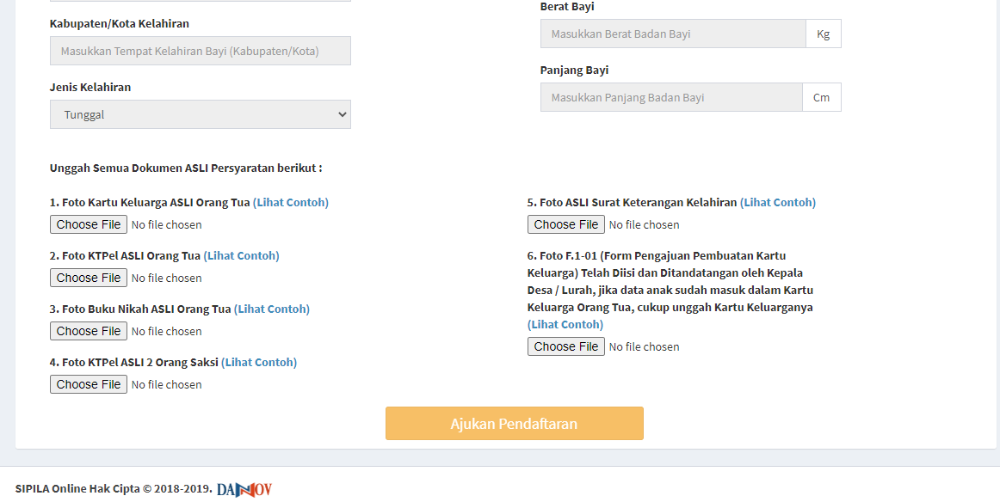 Kabupaten/Kota Kelahiran
Masukkan Tempat Kelahiran Bayi (Kabupaten/Kota)
Jenis Kelahiran
Tunggal
Berat Bayi
Masukkan Berat Badan Bayi
Kg
Panjang Bayi
Masukkan Panjang Badan Bayi
Cm
Unggah Semua Dokumen ASLI Persyaratan berikut :
1. Foto Kartu Keluarga ASLI Orang Tua (Lihat Contoh)
Choose File No file chosen
2. Foto KTPel ASLI Orang Tua (Lihat Contoh)
Choose File No file chosen
3. Foto Buku Nikah ASLI Orang Tua (Lihat Contoh)
Choose File No file chosen
4. Foto KTPel ASLI 2 Orang Saksi (Lihat Contoh)
Choose File No file chosen
5. Foto ASLI Surat Keterangan Kelahiran (Lihat Contoh)
Choose File No file chosen
6. Foto F.1-01 (Form Pengajuan Pembuatan Kartu
Keluarga) Telah Diisi dan Ditandatangan oleh Kepala
Desa / Lurah, jika data anak sudah masuk dalam Kartu
Keluarga Orang Tua, cukup unggah Kartu Keluarganya
(Lihat Contoh)
Choose File No file chosen
Ajukan Pendaftaran
SIPILA Online Hak Cipta © 2018-2019. DANOV